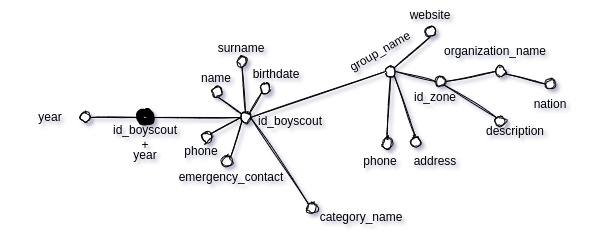 website
group_name
surname
organization_name
name
birthdate
id_zone
nation
year
id_boyscout
+
year
id_boyscout
description
phone
phone
address
emergency_contact
category_name